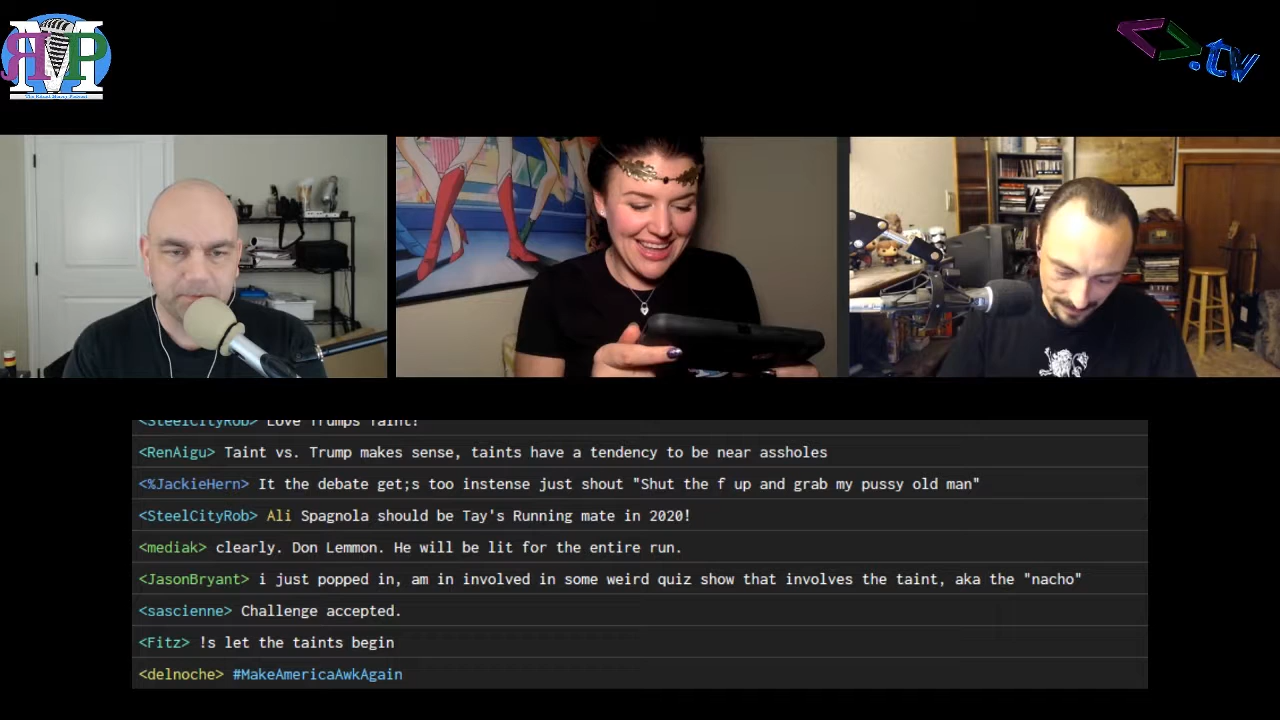 RMP
.tv
<SteelCityRob> Love Trumps Taint!
<RenAigu> Taint vs. Trump makes sense, taints have a tendency to be near assholes
<%JackieHern> It the debate get;s too instense just shout "Shut the f up and grab my pussy old man"
<SteelCityRob> Ali Spagnola should be Tay's Running mate in 2020!
<mediak> clearly. Don Lemmon. He will be lit for the entire run.
<JasonBryant> i just popped in, am in involved in some weird quiz show that involves the taint, aka the "nacho"
<sascienne> Challenge accepted.
<Fitz> !s let the taints begin
<delnoche> #MakeAmericaAwkAgain